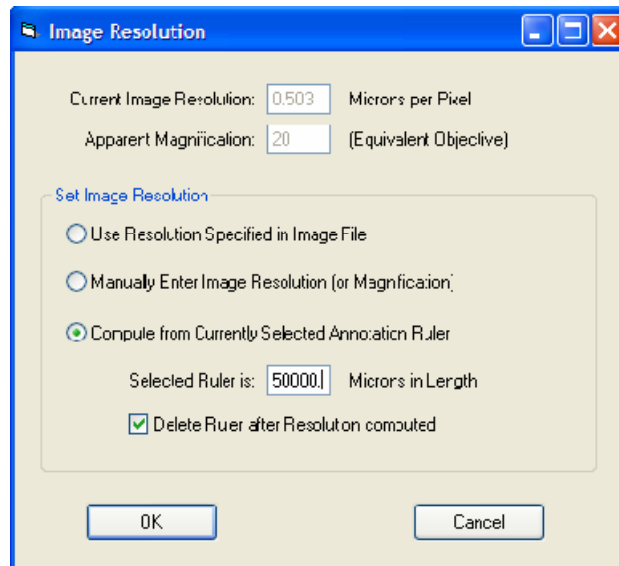 Image Resolution
Current Image Resolution: 0.503 Microns per Pixel
Apparent Magnification: 20 (Equivalent Objective)
Set Image Resolution
Use Resolution Specified in Image File
Manually Enter Image Resolution (or Magnification)
Compute from Currently Selected Annotation Ruler
Selected Ruler is: 50000. Microns in Length
Delete Ruler after Resolution computed
OK Cancel